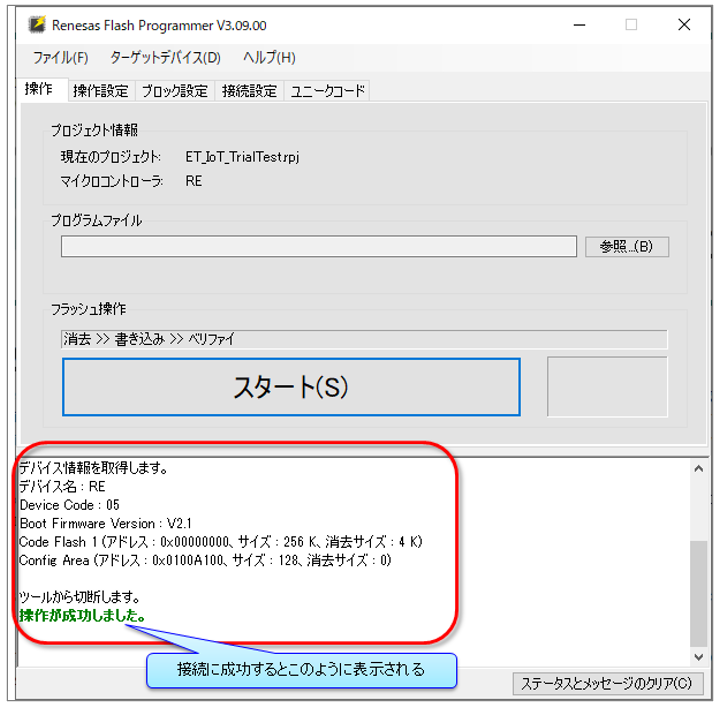 Renesas Flash Programmer V3.09.00
ファイル(F) ターゲットデバイス(D) ヘルプ(H)
操作 操作設定 ブロック設定 接続設定 ユニークコード
プロジェクト情報
現在のプロジェクト: ET_IoT_TrialTest.rpj
マイクロコントローラ: RE
プログラムファイル
参照...(B)
フラッシュ操作
消去 >> 書き込み >> ベリファイ
スタート(S)
デバイス情報を取得します。
デバイス名 : RE
Device Code : 05
Boot Firmware Version : V2.1
Code Flash 1 (アドレス : 0x00000000、サイズ : 256 K、消去サイズ : 4 K)
Config Area (アドレス : 0x0100A100、サイズ : 128、消去サイズ : 0)
ツールから切断します。
操作が成功しました。
接続に成功するとこのように表示される
ステータスとメッセージのクリア(C)